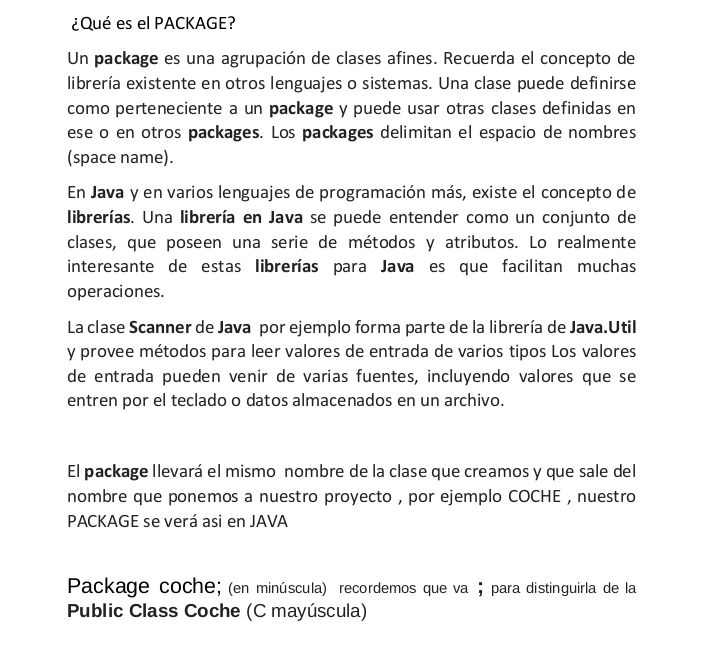 ¿Qué es el PACKAGE?
Un package es una agrupación de clases afines. Recuerda el concepto de
librería existente en otros lenguajes o sistemas. Una clase puede definirse
como perteneciente a un package y puede usar otras clases definidas en
ese o en otros packages. Los packages delimitan el espacio de nombres
(space name).
En Java y en varios lenguajes de programación más, existe el concepto de
librerías. Una librería en Java se puede entender como un conjunto de
clases, que poseen una serie de métodos y atributos. Lo realmente
interesante de estas librerías para Java es que facilitan muchas
operaciones.
La clase Scanner de Java por ejemplo forma parte de la librería de Java.Util
y provee métodos para leer valores de entrada de varios tipos Los valores
de entrada pueden venir de varias fuentes, incluyendo valores que se
entren por el teclado o datos almacenados en un archivo.
El package llevará el mismo nombre de la clase que creamos y que sale del
nombre que ponemos a nuestro proyecto , por ejemplo COCHE , nuestro
PACKAGE se verá asi en JAVA
Package coche; (en minúscula) recordemos que va ; para distinguirla de la
Public Class Coche (C mayúscula)